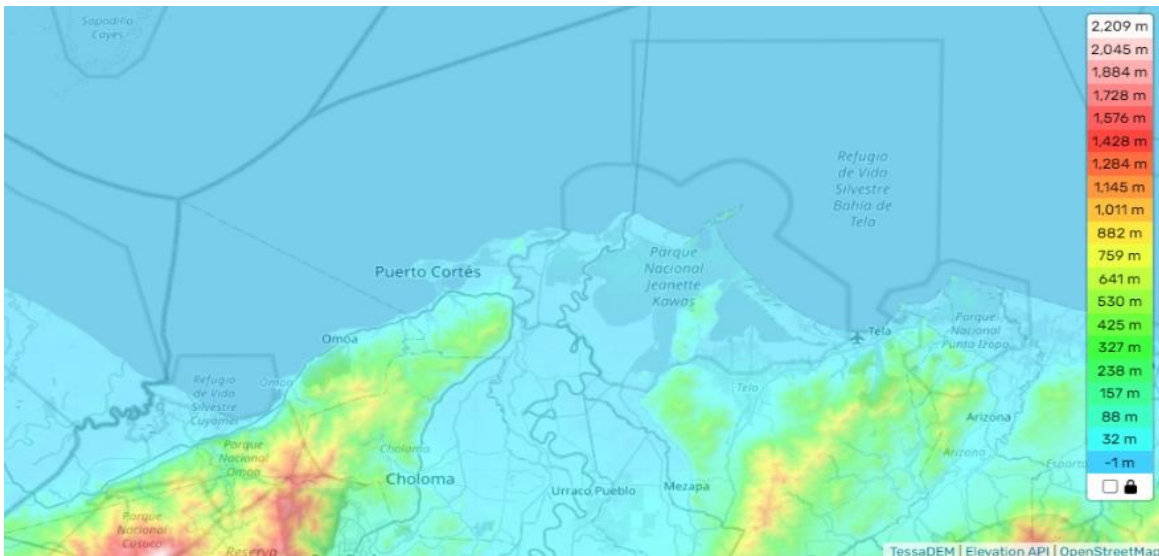 Sapadilla
Cayes
2,209 m
2,045 m
1,884 m
1,728 m
1,576 m
1,428 m
1,284 m
1,145 m
1,011 m
882 m
759 m
641 m
530 m
425 m
327 m
238 m
157 m
88 m
32 m
-1 m
Refugio
de Vida
Silvestre
Bahía de
Tela
Parque
Nacional
Jeanette
Kawas
Puerto Cortés
Omoa
Tela
Parque
Nacional
Punta Izopo
Refugio
de Vida
Silvestre
Cuyamel
Omoa
Tela
Arizona
Arizona
Parque
Nacional
Omoa
Choloma
Choloma
Urraco Pueblo
Mezapa
Esparta
Parque
Nacional
Cusuco
Reserva
TessaDEM | Elevation API | OpenStreetMap